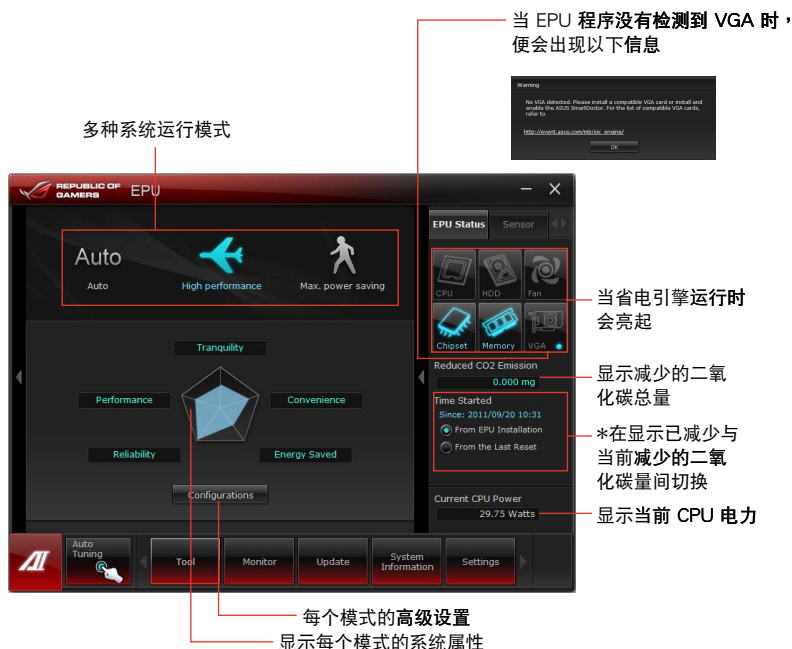 当 EPU 程序没有检测到 VGA 时，
便会出现以下信息
Warning
No VGA detected. Please install a compatible VGA card or install and
enable the ASUS SmartDoctor. For the list of compatible VGA cards,
refer to
http://event.asus.com/mb/six_engine/
OK
多种系统运行模式
REPUBLIC OF
GAMERS
EPU
EPU Status
Sensor
Auto
Auto
High performance
Max. power saving
CPU
HDD
Fan
Chipset
Memory
VGA
当省电引擎运行时
会亮起
Tranquility
Performance
Convenience
Reliability
Energy Saved
Configurations
Reduced CO2 Emission
0.000 mg
显示减少的二氧
化碳总量
Time Started
Since: 2011/09/20 10:31
From EPU Installation
From the Last Reset
*在显示已减少与
当前减少的二氧
化碳量间切换
Current CPU Power
29.75 Watts
显示当前 CPU 电力
AI
Auto
Tuning
Tool
Monitor
Update
System
Information
Settings
每个模式的高级设置
显示每个模式的系统属性